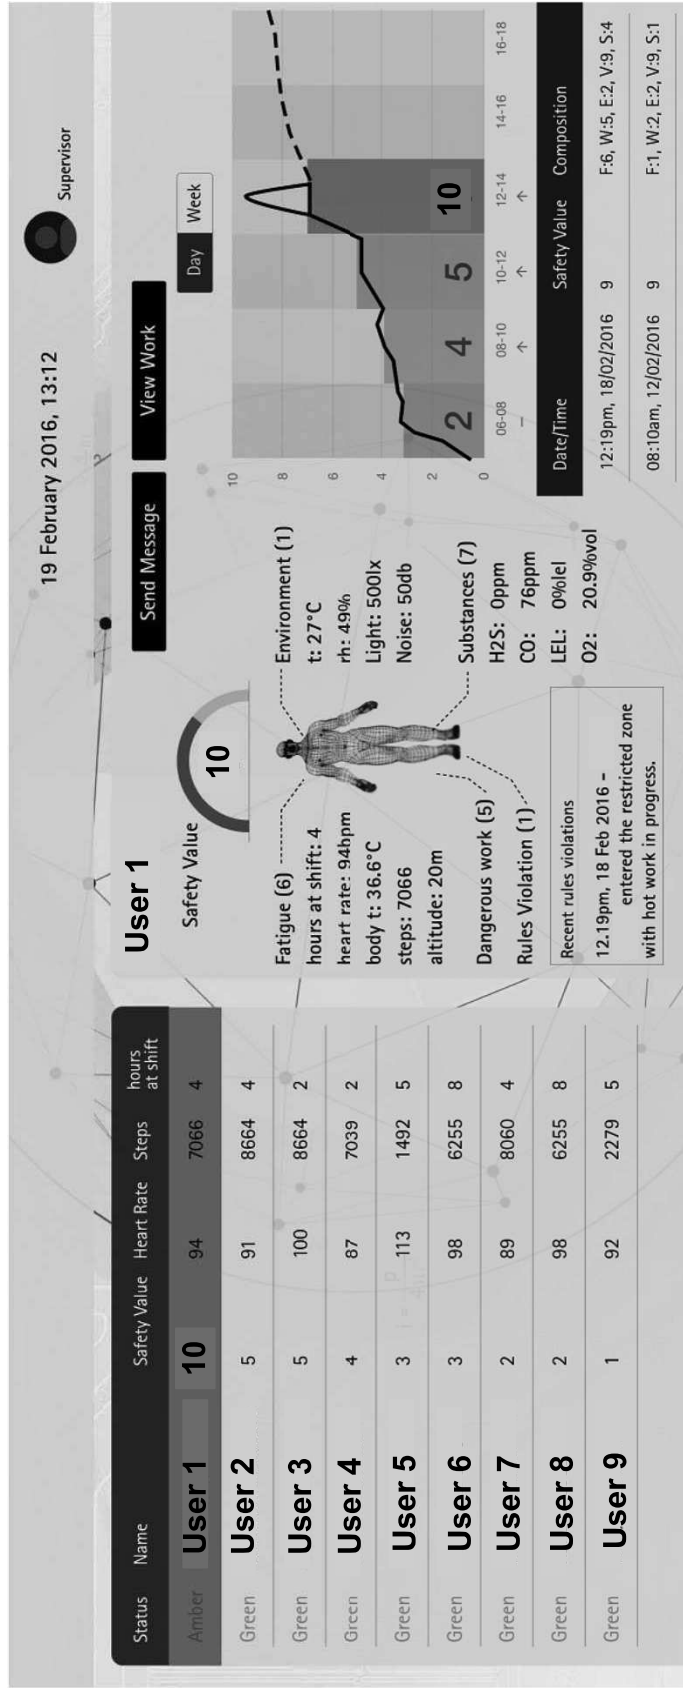 19 February 2016, 13:12
Supervisor
Status Name Safety Value Heart Rate Steps hours at shift
Amber User 1 10 94 7066 4
Green User 2 5 91 8664 4
Green User 3 5 100 8664 2
Green User 4 4 87 7039 2
Green User 5 3 113 1492 5
Green User 6 3 98 6255 8
Green User 7 2 89 8060 4
Green User 8 2 98 6255 8
Green User 9 1 92 2279 5
User 1
Send Message
View Work
Safety Value
10
Fatigue (6)
hours at shift: 4
heart rate: 94bpm
body t: 36.6°C
steps: 7066
altitude: 20m
Dangerous work (5)
Rules Violation (1)
Environment (1)
t: 27°C
rh: 49%
Light: 500lx
Noise: 50db
Substances (7)
H2S: 0ppm
CO: 76ppm
LEL: 0%lel
O2: 20.9%vol
Recent rules violations
12.19pm, 18 Feb 2016 –
entered the restricted zone
with hot work in progress.
Day Week
10
8
6
4
2
0
2 4 5 10
06-08 08-10 10-12 12-14 14-16 16-18
– ↑ ↑ ↑
Date/Time Safety Value Composition
12:19pm, 18/02/2016 9 F:6, W:5, E:2, V:9, S:4
08:10am, 12/02/2016 9 F:1, W:2, E:2, V:9, S:1